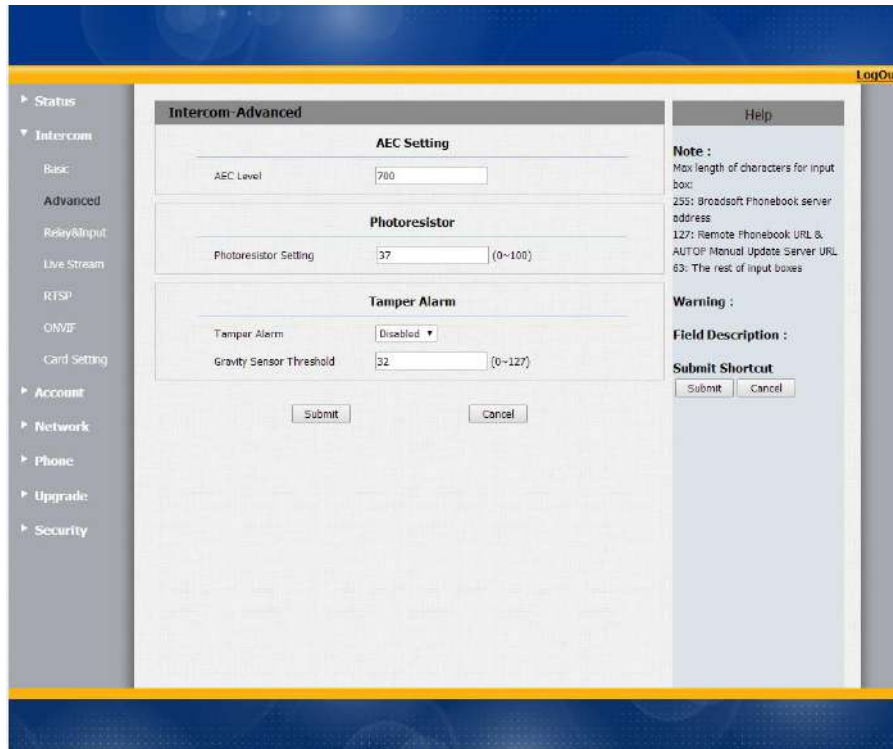 LogOu
Status
Intercom
Basic
Advanced
Relay&Input
Live Stream
RTSP
ONVIF
Card Setting
Account
Network
Phone
Upgrade
Security
Intercom-Advanced
AEC Setting
AEC Level 700
Photoresistor
Photoresistor Setting 37 (0~100)
Tamper Alarm
Tamper Alarm Disabled
Gravity Sensor Threshold 32 (0~127)
Submit Cancel
Help
Note :
Max length of characters for input
box:
255: Broadsoft Phonebook server
address
127: Remote Phonebook URL &
AUTOP Manual Update Server URL
63: The rest of input boxes
Warning :
Field Description :
Submit Shortcut
Submit Cancel